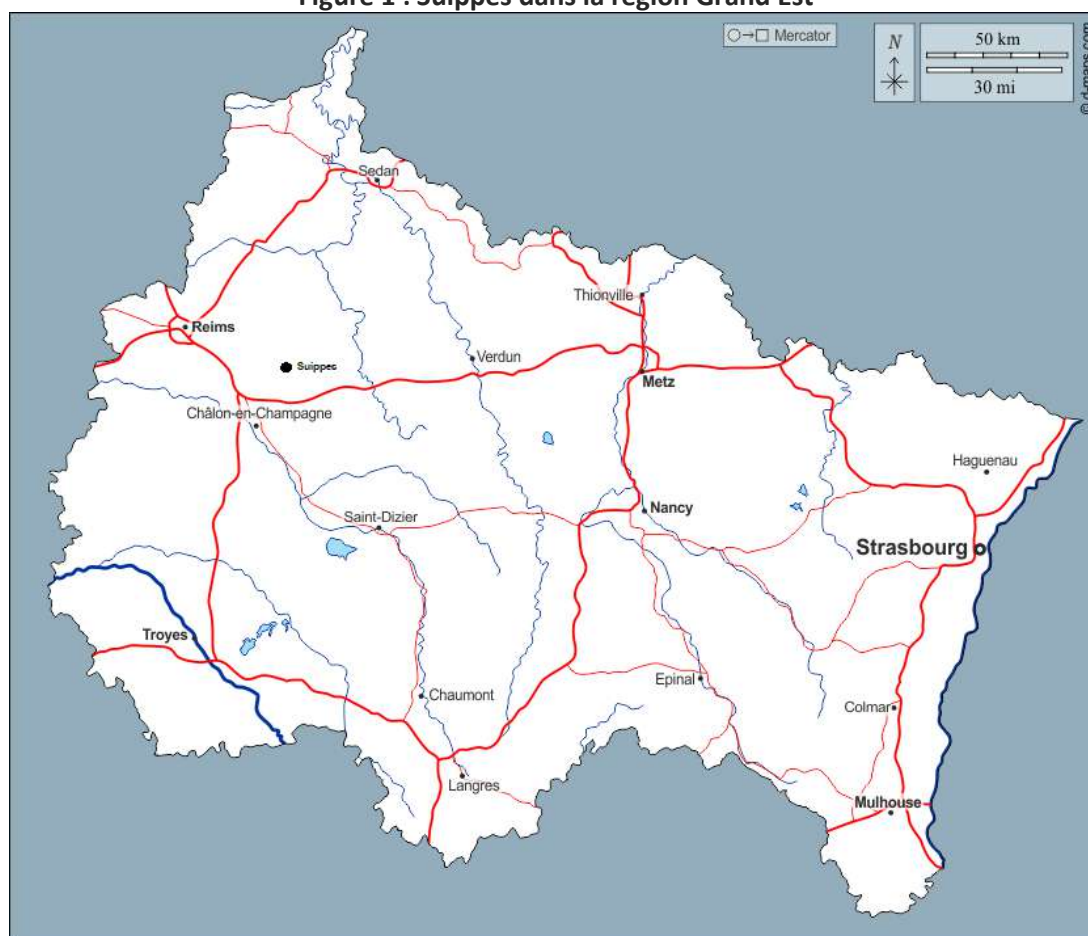 Figure 1 : Suippes dans la région Grand Est
Mercator
N
50 km
30 mi
© d-maps.com
Sedan
Thionville
Reims
Suippes
Verdun
Metz
Châlon-en-Champagne
Haguenau
Nancy
Saint-Dizier
Strasbourg
Troyes
Epinal
Chaumont
Colmar
Langres
Mulhouse